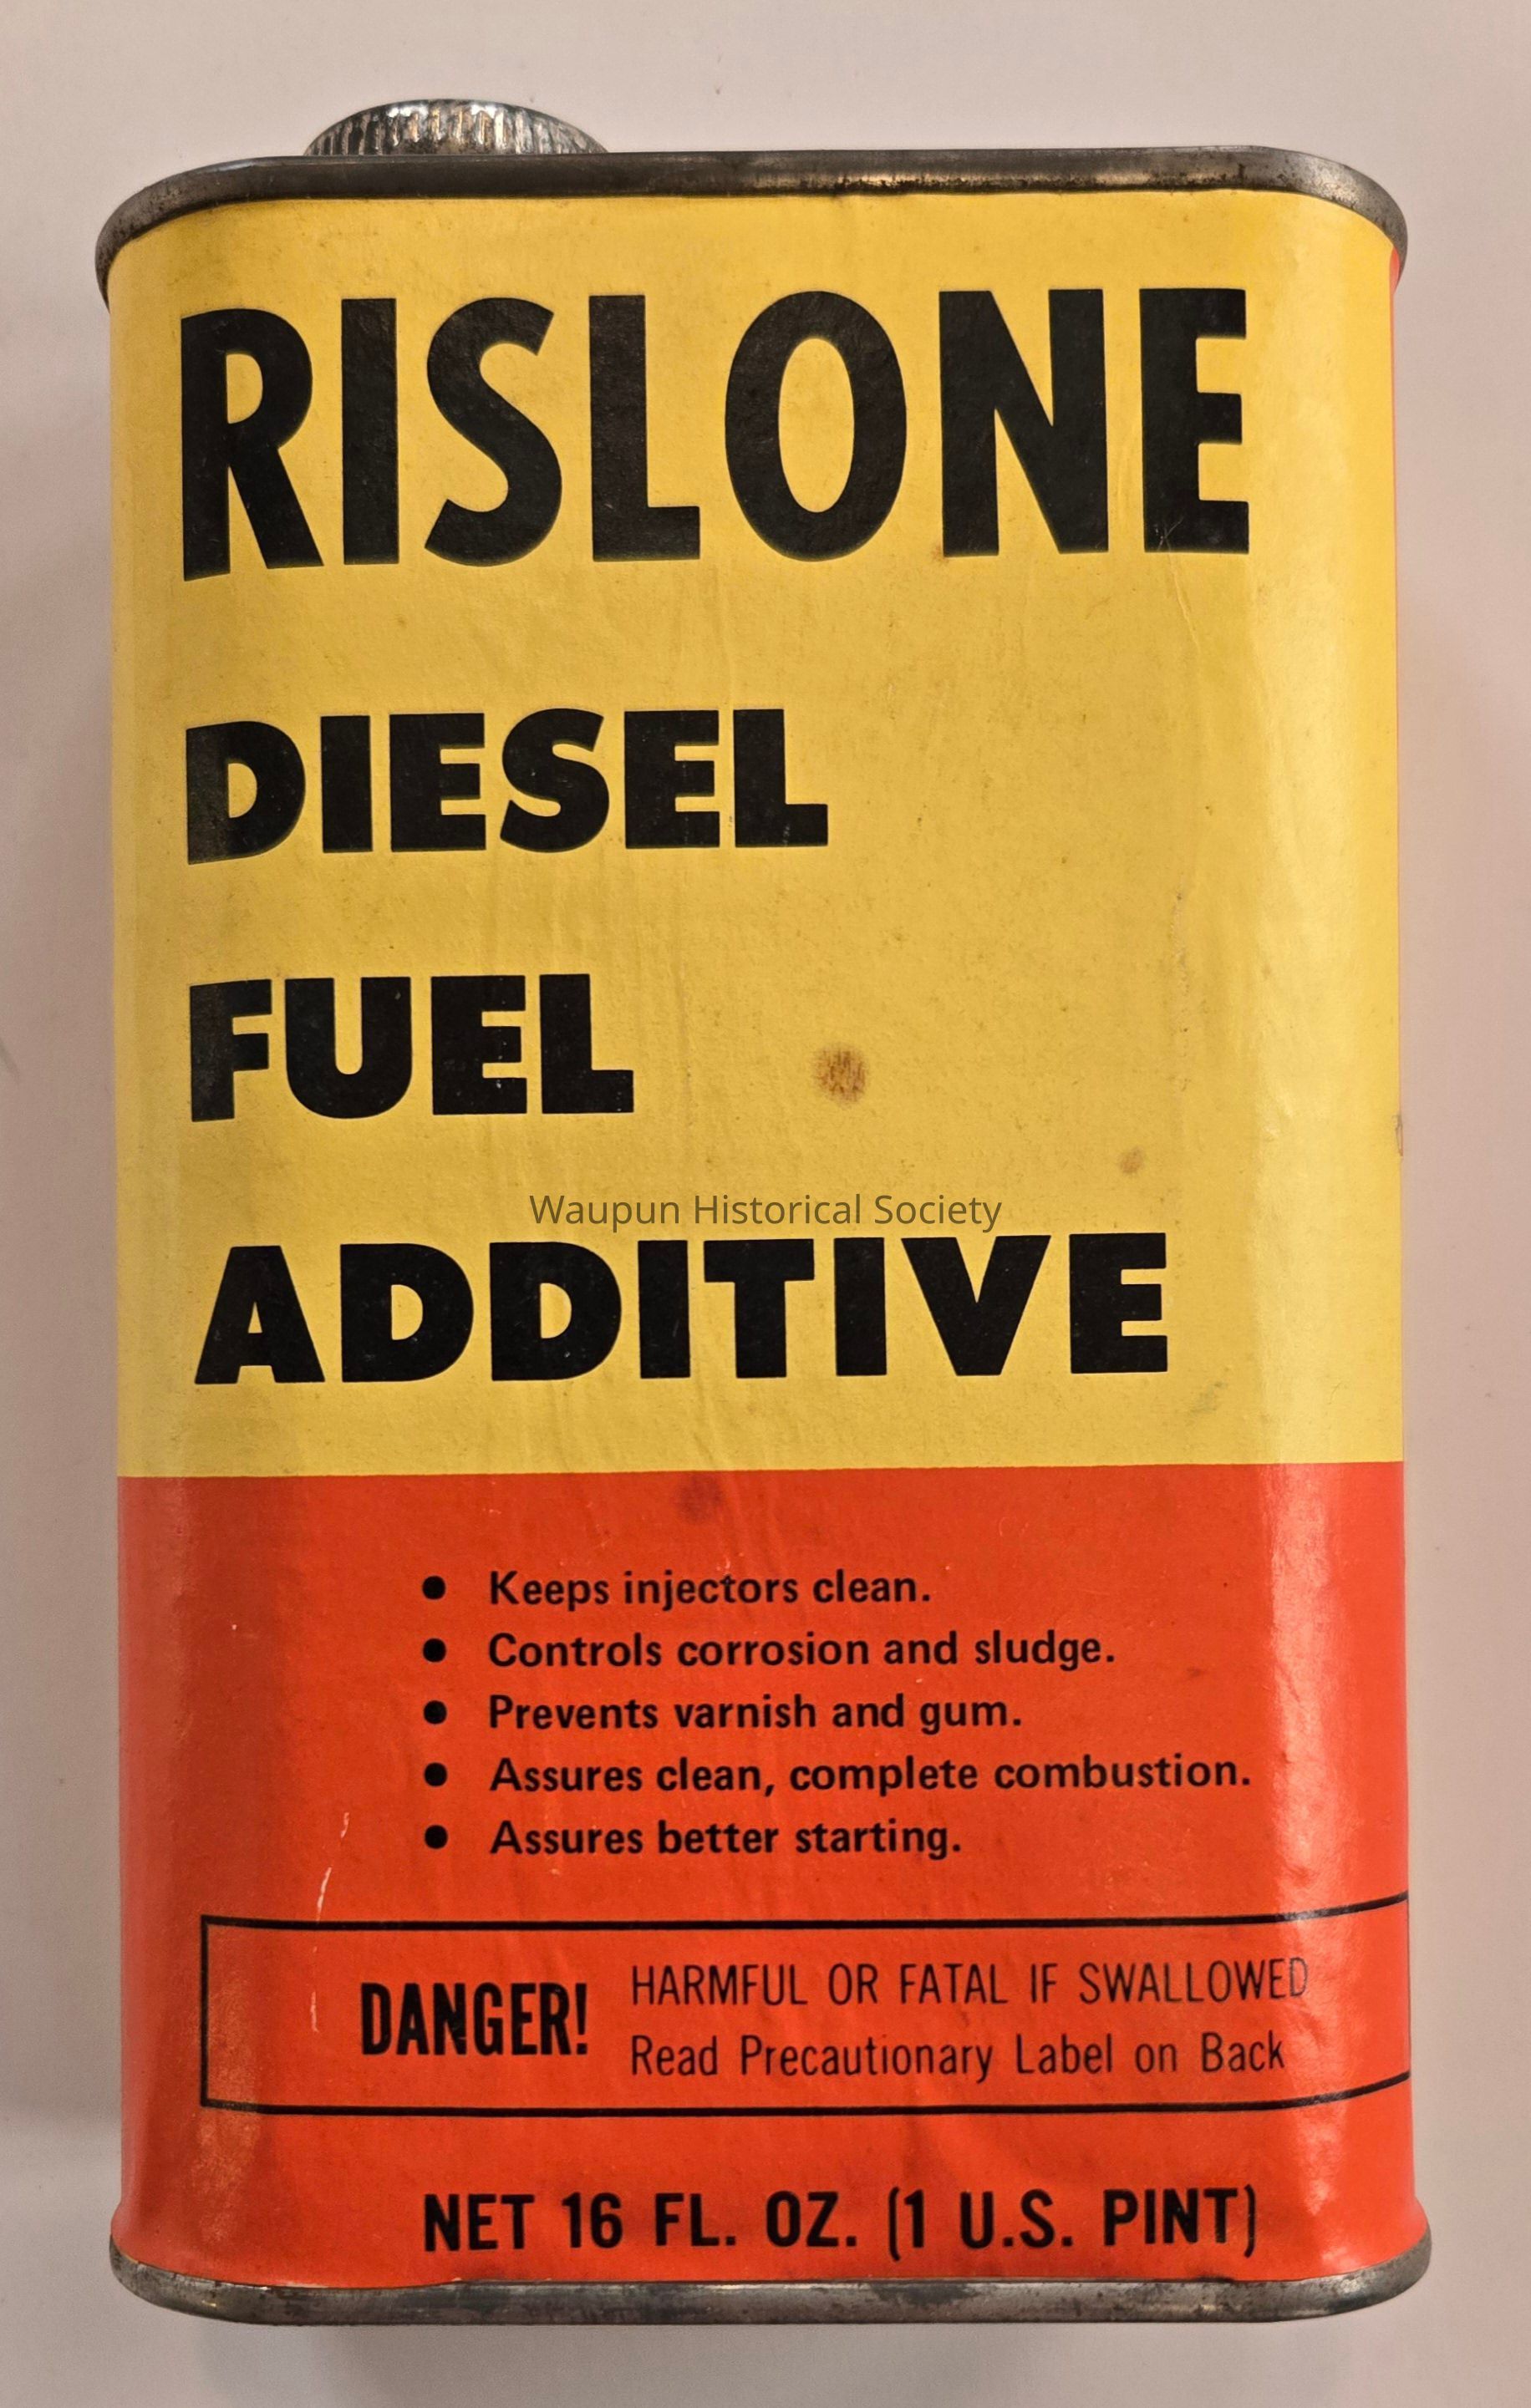 RISLONE
DIESEL
FUEL
Waupun Historical Society
ADDITIVE
• Keeps injectors clean.
• Controls corrosion and sludge.
• Prevents varnish and gum.
• Assures clean, complete combustion.
• Assures better starting.
DANGER! HARMFUL OR FATAL IF SWALLOWED
Read Precautionary Label on Back
NET 16 FL. OZ. (1 U.S. PINT)